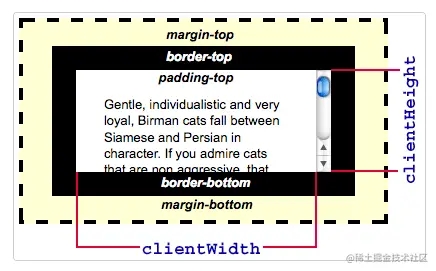 margin-top
border-top
padding-top
Gentle, individualistic and very
loyal, Birman cats fall between
Siamese and Persian in
character. If you admire cats
that are non aggressive, that
border-bottom
margin-bottom
clientHeight
clientWidth
@稀土掘金技术社区